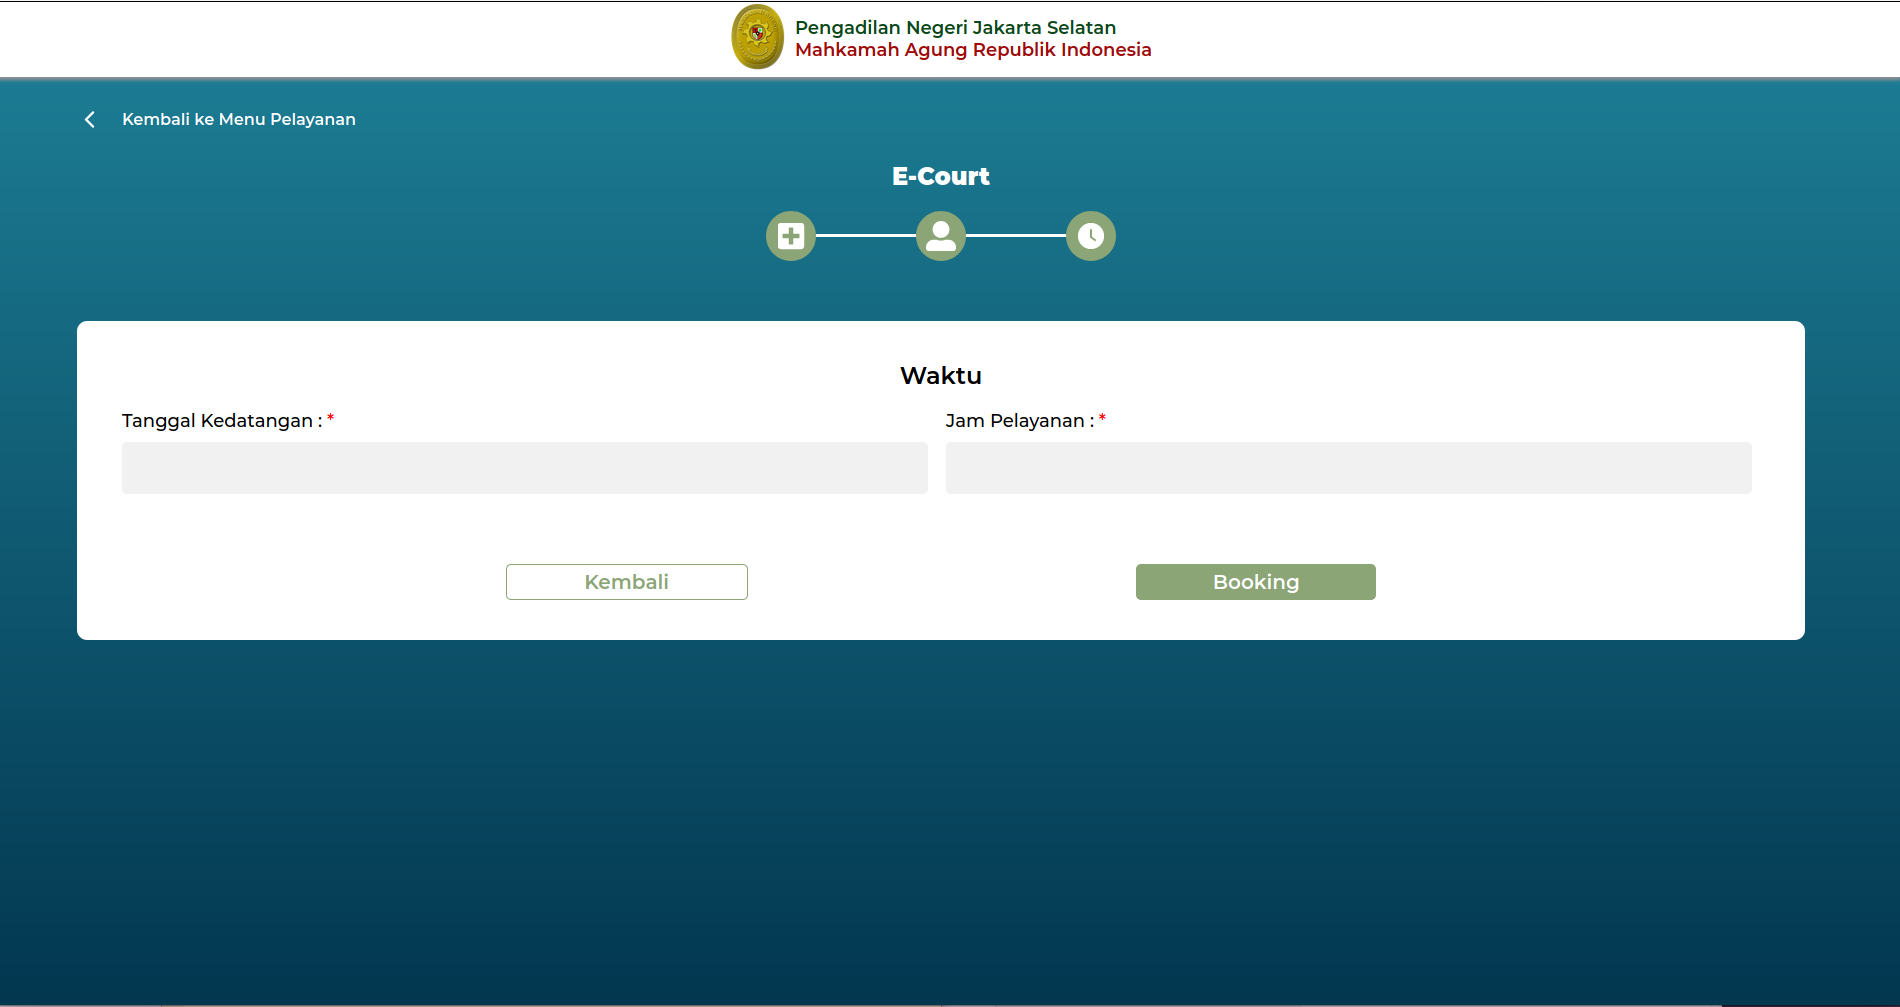 Pengadilan Negeri Jakarta Selatan
Mahkamah Agung Republik Indonesia
Kembali ke Menu Pelayanan
E-Court
Waktu
Tanggal Kedatangan : *
Jam Pelayanan : *
Kembali
Booking